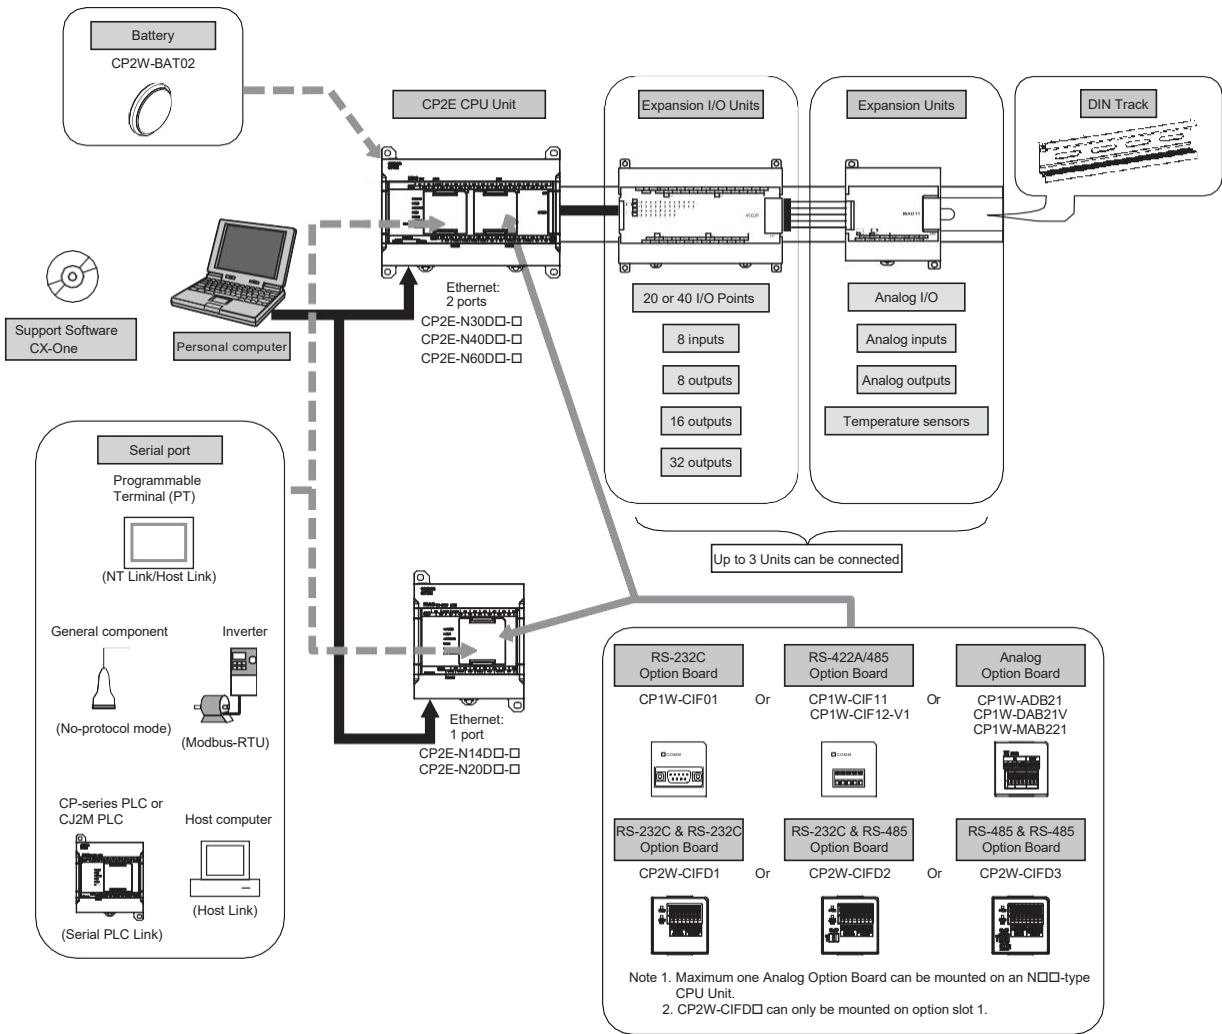 Battery
CP2W-BAT02
CP2E CPU Unit
Expansion I/O Units
Expansion Units
DIN Track
MAD11
Support Software
CX-One
Personal computer
Ethernet:
2 ports
CP2E-N30D□-□
CP2E-N40D□-□
CP2E-N60D□-□
20 or 40 I/O Points
8 inputs
8 outputs
16 outputs
32 outputs
Analog I/O
Analog inputs
Analog outputs
Temperature sensors
Up to 3 Units can be connected
Serial port
Programmable
Terminal (PT)
(NT Link/Host Link)
General component
(No-protocol mode)
Inverter
(Modbus-RTU)
CP-series PLC or
CJ2M PLC
(Serial PLC Link)
Host computer
(Host Link)
Ethernet:
1 port
CP2E-N14D□-□
CP2E-N20D□-□
RS-232C
Option Board
CP1W-CIF01
Or
RS-422A/485
Option Board
CP1W-CIF11
CP1W-CIF12-V1
Or
Analog
Option Board
CP1W-ADB21
CP1W-DAB21V
CP1W-MAB221
COMM
COMM
RS-232C & RS-232C
Option Board
CP2W-CIFD1
Or
RS-232C & RS-485
Option Board
CP2W-CIFD2
Or
RS-485 & RS-485
Option Board
CP2W-CIFD3
Note 1. Maximum one Analog Option Board can be mounted on an N□□-type
CPU Unit.
2. CP2W-CIFD□ can only be mounted on option slot 1.